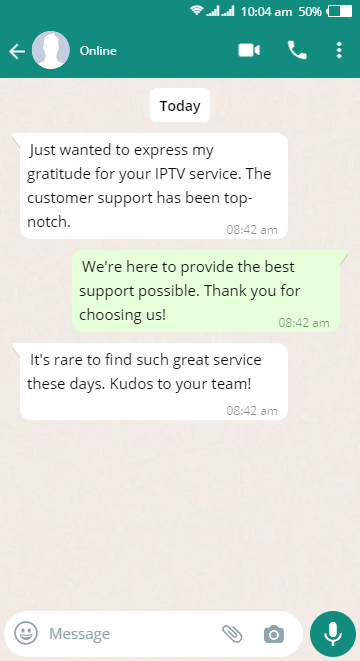 10:04 am 50%
Online
Today
Just wanted to express my
gratitude for your IPTV service. The
customer support has been top-
notch.
08:42 am
We're here to provide the best
support possible. Thank you for
choosing us!
08:42 am
It's rare to find such great service
these days. Kudos to your team!
08:42 am
Message